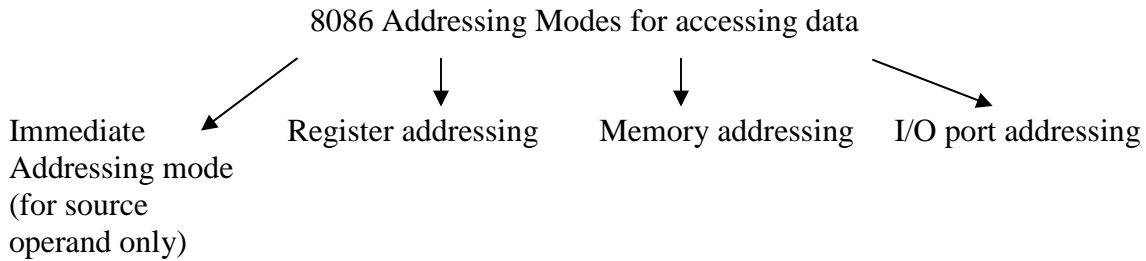 8086 Addressing Modes for accessing data
Immediate
Addressing mode
(for source
operand only)
Register addressing
Memory addressing
I/O port addressing